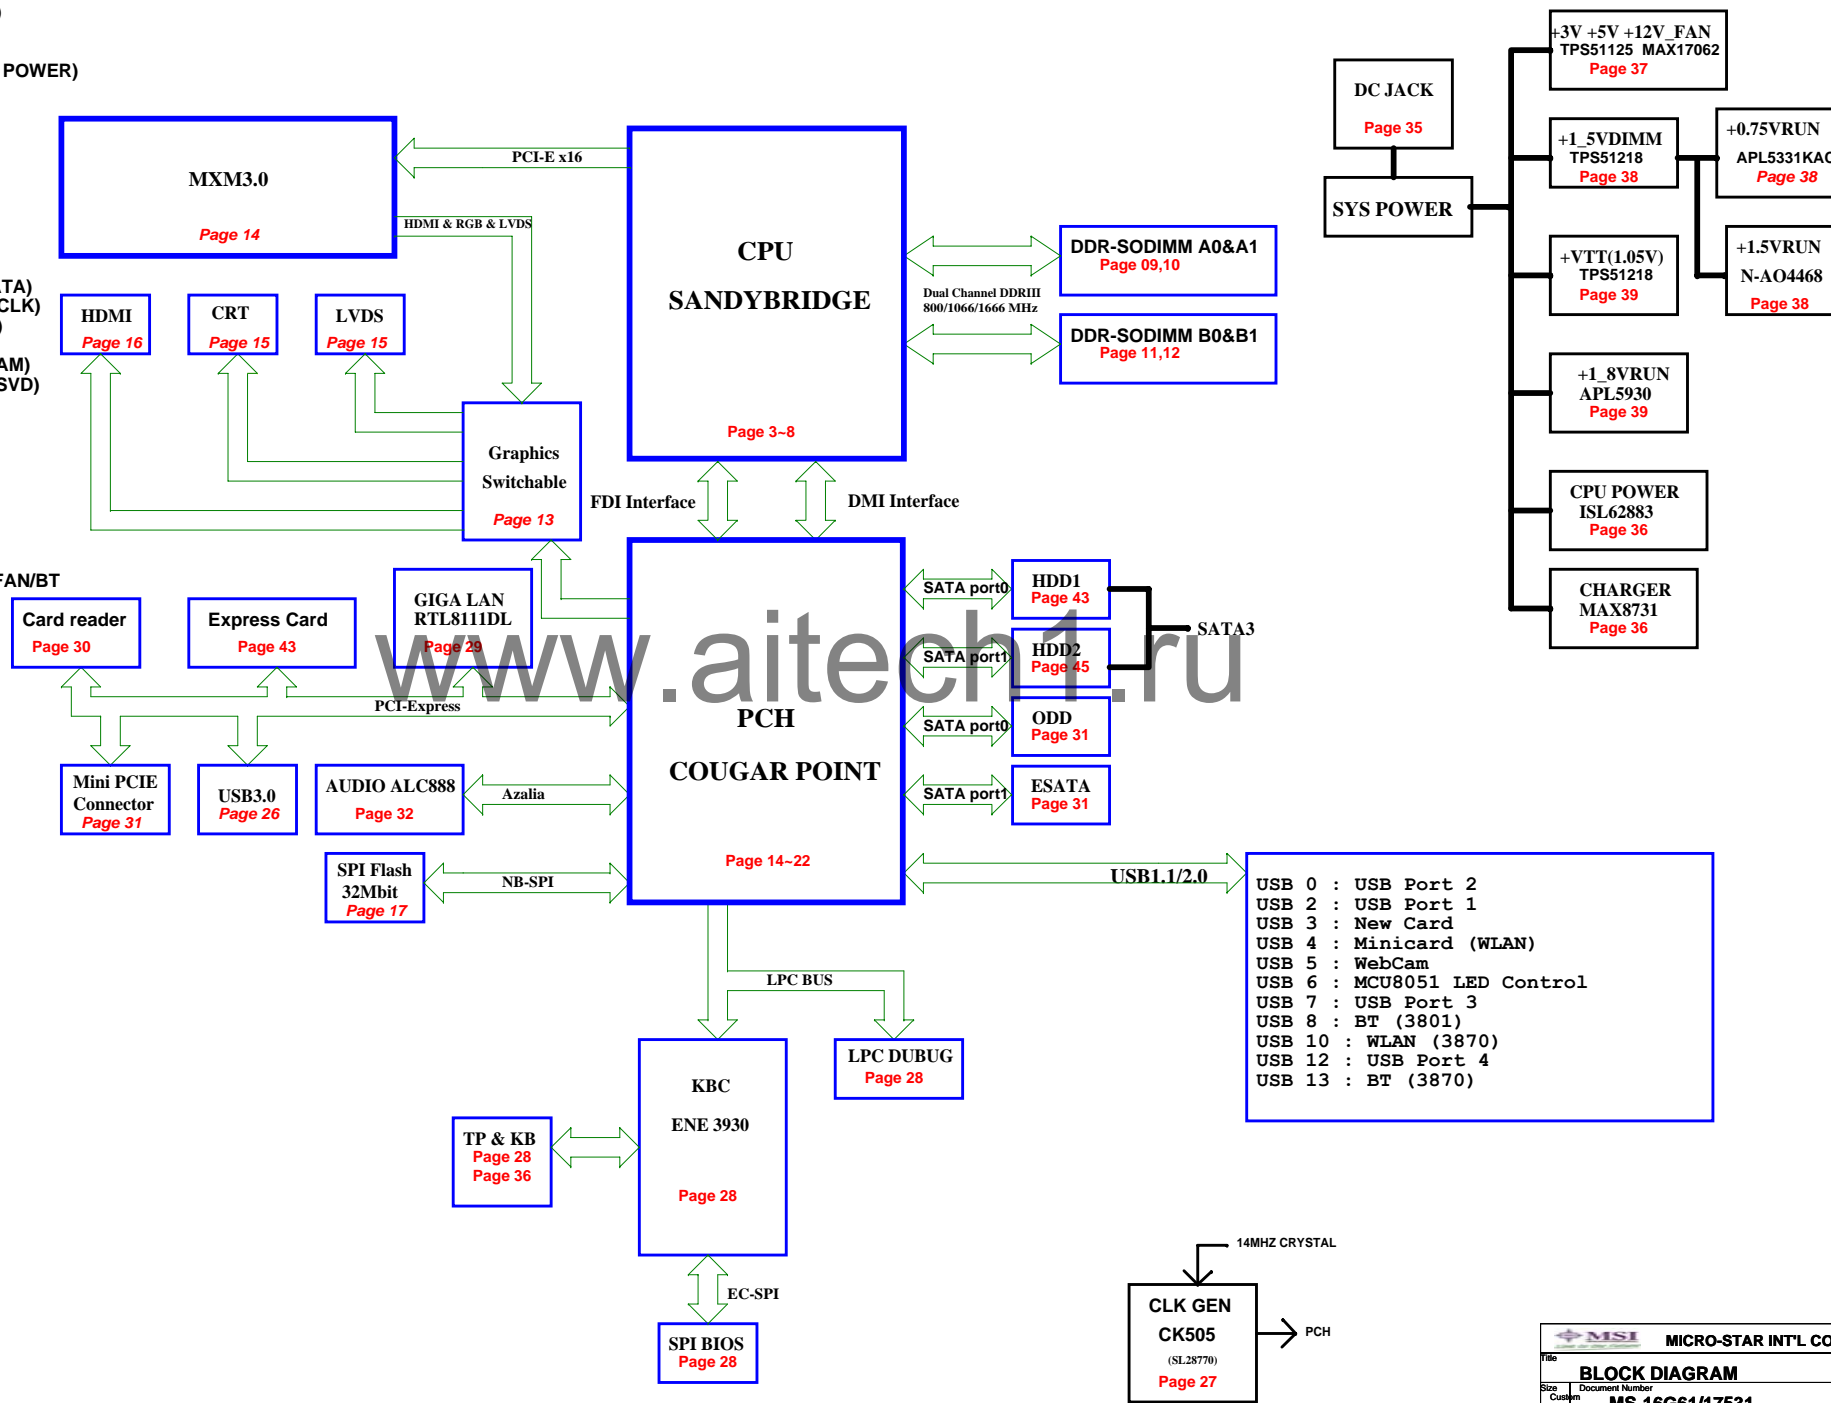 POWER)
MXM3.0
Page 14
PCI-E x16
HDMI & RGB & LVDS
CPU
SANDYBRIDGE
Page 3~8
DDR-SODIMM A0&A1
Page 09,10
Dual Channel DDRIII
800/1066/1666 MHz
DDR-SODIMM B0&B1
Page 11,12
DC JACK
Page 35
SYS POWER
+3V +5V +12V_FAN
TPS51125 MAX17062
Page 37
+1_5VDIMM
TPS51218
Page 38
+0.75VRUN
APL5331KAC
Page 38
+VTT(1.05V)
TPS51218
Page 39
+1.5VRUN
N-AO4468
Page 38
+1_8VRUN
APL5930
Page 39
CPU POWER
ISL62883
Page 36
CHARGER
MAX8731
Page 36
ATA)
CLK)
)
AM)
SVD)
HDMI
Page 16
CRT
Page 15
LVDS
Page 15
Graphics
Switchable
Page 13
FDI Interface
DMI Interface
FAN/BT
Card reader
Page 30
Express Card
Page 43
GIGA LAN
RTL8111DL
Page 29
PCI-Express
Mini PCIE
Connector
Page 31
USB3.0
Page 26
AUDIO ALC888
Page 32
Azalia
SPI Flash
32Mbit
Page 17
NB-SPI
PCH
COUGAR POINT
Page 14~22
SATA port0
HDD1
Page 43
SATA port1
HDD2
Page 45
SATA3
SATA port0
ODD
Page 31
SATA port1
ESATA
Page 31
www.aitech1.ru
USB1.1/2.0
USB 0 : USB Port 2
USB 2 : USB Port 1
USB 3 : New Card
USB 4 : Minicard (WLAN)
USB 5 : WebCam
USB 6 : MCU8051 LED Control
USB 7 : USB Port 3
USB 8 : BT (3801)
USB 10 : WLAN (3870)
USB 12 : USB Port 4
USB 13 : BT (3870)
LPC BUS
LPC DUBUG
Page 28
KBC
ENE 3930
Page 28
TP & KB
Page 28
Page 36
EC-SPI
SPI BIOS
Page 28
14MHZ CRYSTAL
CLK GEN
CK505
(SL28770)
Page 27
PCH
MSI
MICRO-STAR INT'L CO
Title
BLOCK DIAGRAM
Size
Custom
Document Number
MS-16G61/17531